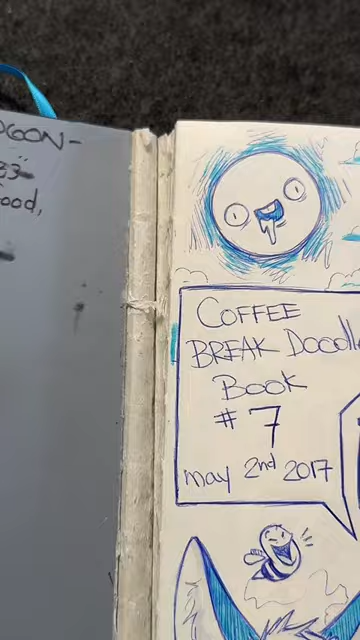 COFFEE
BREAK Doodle
Book
# 7
may 2nd 2017
ood,